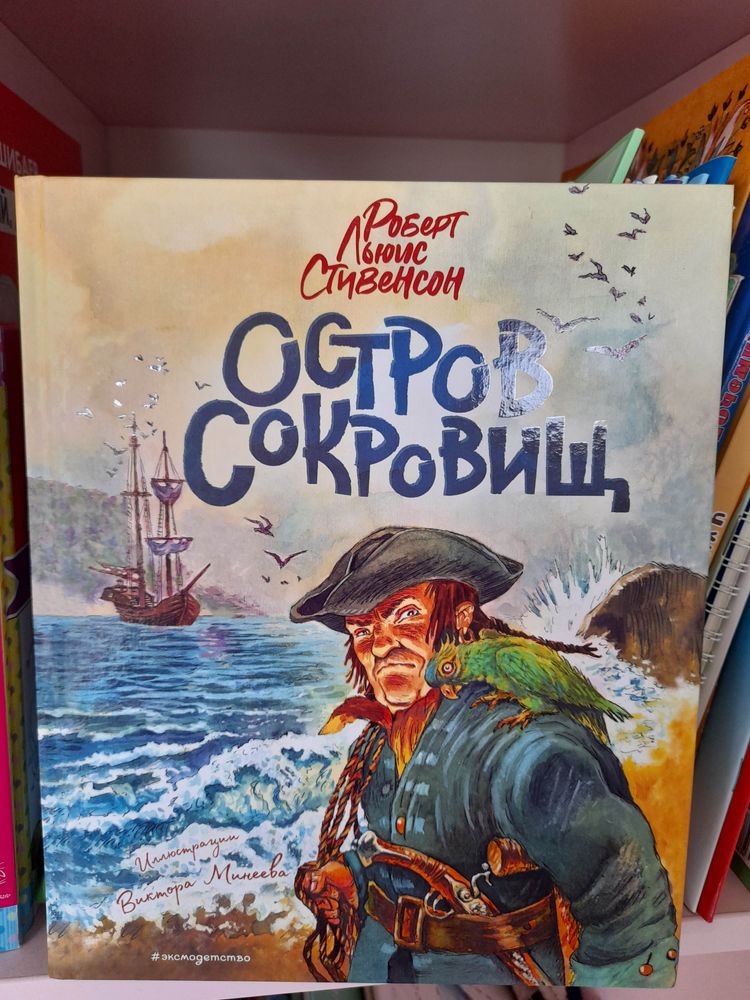 Роберт
Льюис
Стивенсон
ОСТРОВ
СОКРОВИЩ
Иллюстрации
Виктора Минеева
#эксмодетство